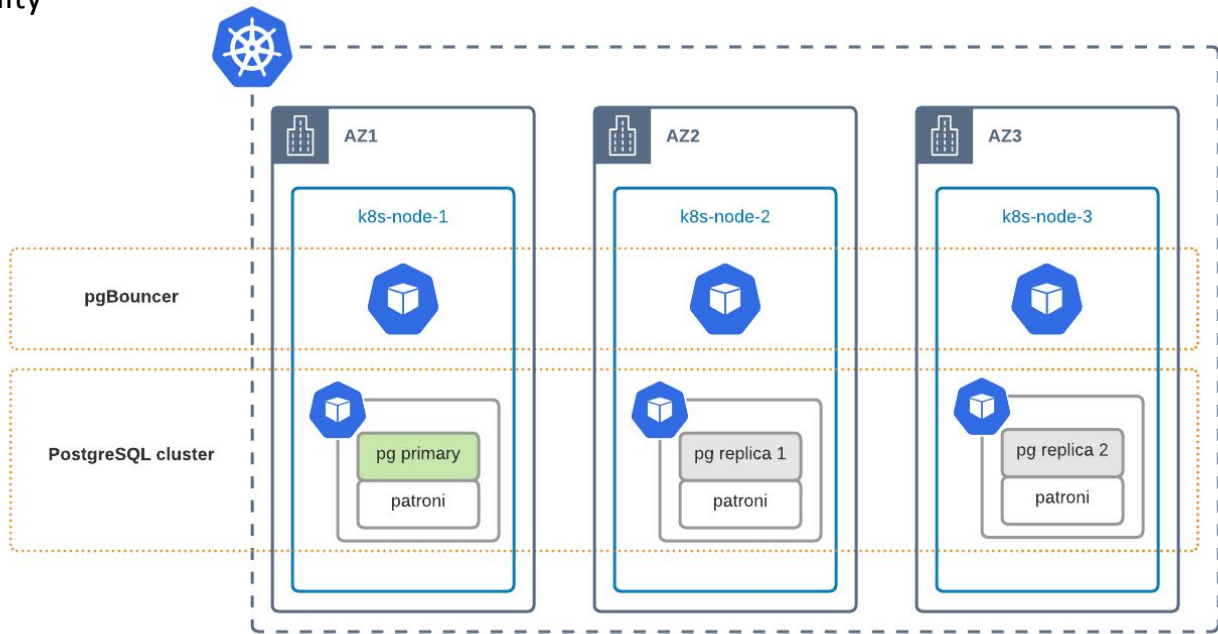 AZ1
AZ2
AZ3
k8s-node-1
k8s-node-2
k8s-node-3
pgBouncer
PostgreSQL cluster
pg primary
patroni
pg replica 1
patroni
pg replica 2
patroni